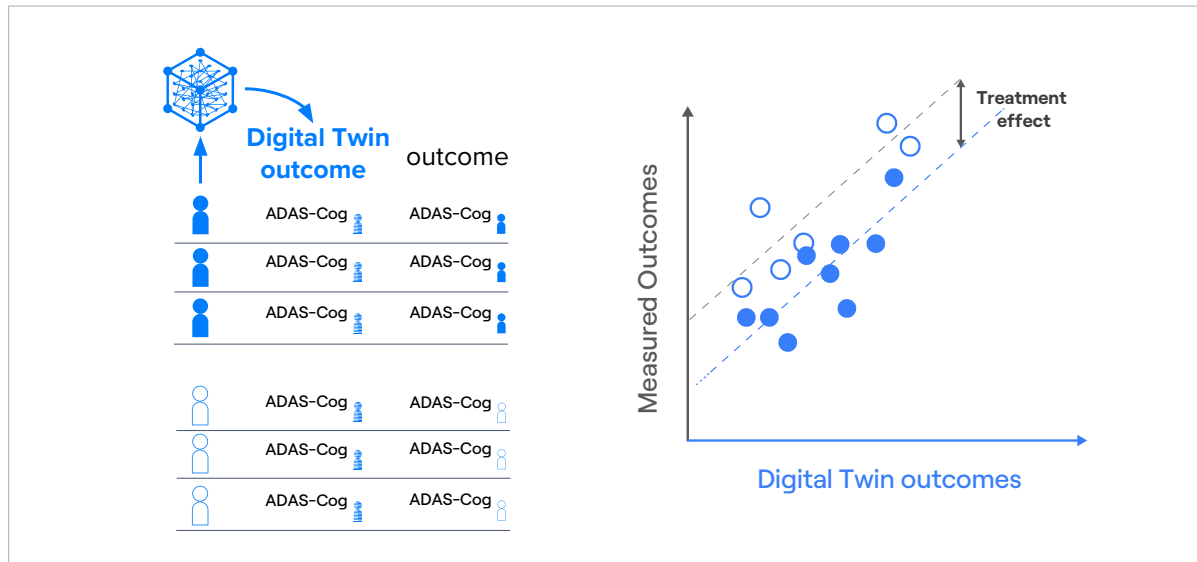 Digital Twin
outcome
outcome
ADAS-Cog ADAS-Cog
ADAS-Cog ADAS-Cog
ADAS-Cog ADAS-Cog
ADAS-Cog ADAS-Cog
ADAS-Cog ADAS-Cog
ADAS-Cog ADAS-Cog
Measured Outcomes
Treatment
effect
Digital Twin outcomes